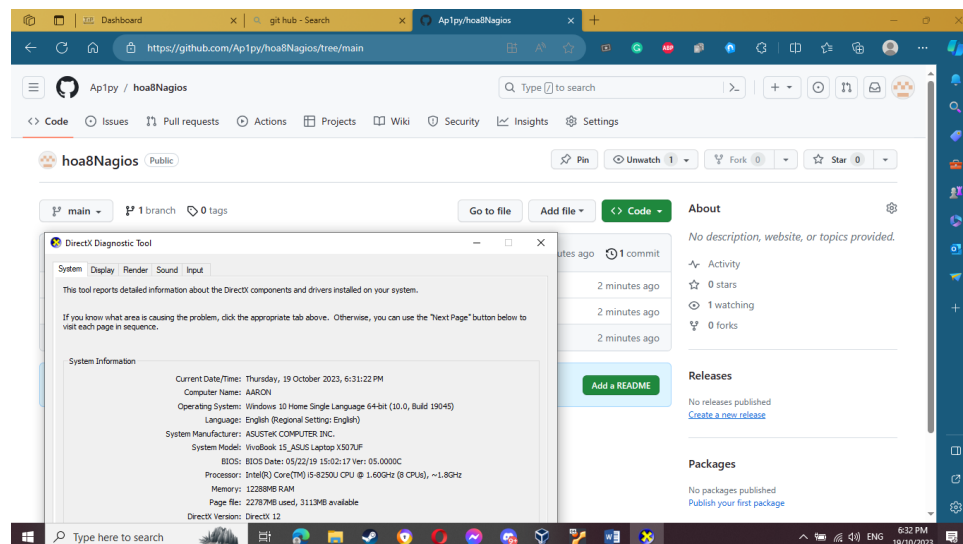 Dashboard
git hub - Search
Ap1py/hoa8Nagios
https://github.com/Ap1py/hoa8Nagios/tree/main
Ap1py / hoa8Nagios
Type / to search
Code Issues Pull requests Actions Projects Wiki Security Insights Settings
hoa8Nagios Public
Pin Unwatch 1 Fork 0 Star 0
main 1 branch 0 tags Go to file Add file Code
About
No description, website, or topics provided.
Activity
0 stars
1 watching
0 forks
utes ago 1 commit
2 minutes ago
2 minutes ago
2 minutes ago
Add a README
Releases
No releases published
Create a new release
Packages
No packages published
Publish your first package
DirectX Diagnostic Tool
System Display Render Sound Input
This tool reports detailed information about the DirectX components and drivers installed on your system.
If you know what area is causing the problem, click the appropriate tab above. Otherwise, you can use the "Next Page" button below to
visit each page in sequence.
System Information
Current Date/Time: Thursday, 19 October 2023, 6:31:22 PM
Computer Name: AARON
Operating System: Windows 10 Home Single Language 64-bit (10.0, Build 19045)
Language: English (Regional Setting: English)
System Manufacturer: ASUSTeK COMPUTER INC.
System Model: VivoBook 15_ASUS Laptop X507UF
BIOS: BIOS Date: 05/22/19 15:02:17 Ver: 05.0000C
Processor: Intel(R) Core(TM) i5-8250U CPU @ 1.60GHz (8 CPUs), ~1.8GHz
Memory: 12288MB RAM
Page file: 22787MB used, 3113MB available
DirectX Version: DirectX 12
Type here to search
ENG
6:32 PM
19/10/2023